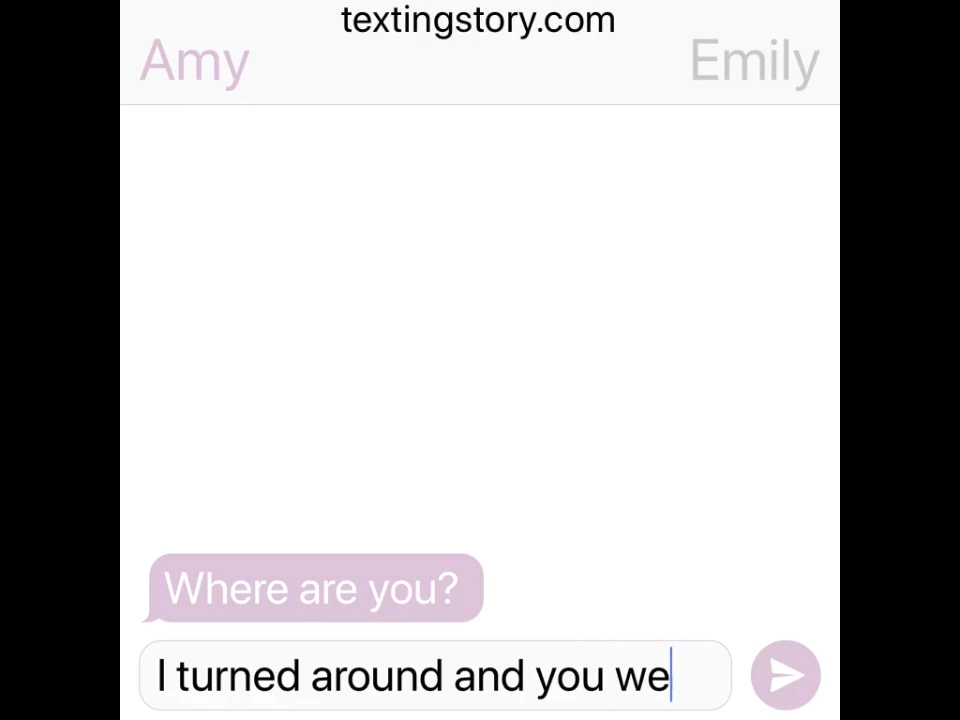 textingstory.com
Amy
Emily
Where are you?
I turned around and you we